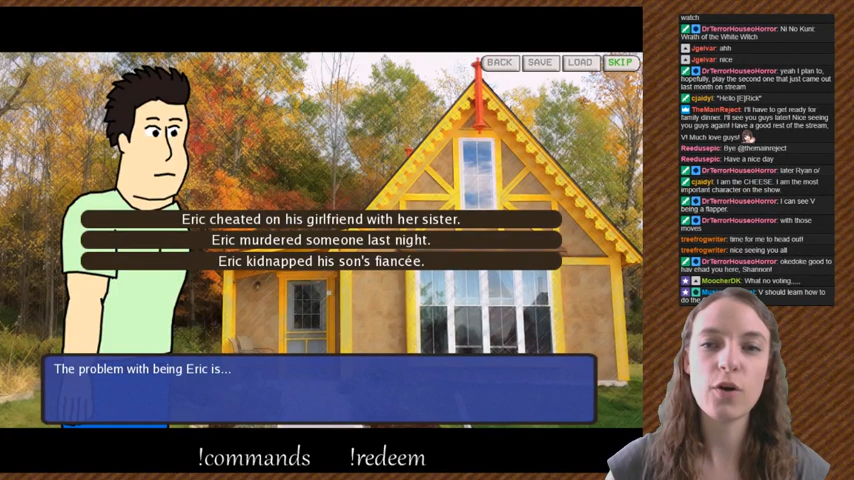 BACK
SAVE
LOAD
SKIP
Eric cheated on his girlfriend with her sister.
Eric murdered someone last night.
Eric kidnapped his son's fiancée.
The problem with being Eric is...
!commands !redeem
watch
DrTerrorHouseoHorror: Ni No Kuni:
Wrath of the White Witch
Jgelvar: ahh
Jgelvar: nice
DrTerrorHouseoHorror: yeah I plan to,
hopefully, play the second one that just came out
last month on stream
cjaidyl: "Hello [E]Rick"
TheMainReject: I'll have to get ready for
family dinner. I'll see you guys later! Nice seeing
you guys again! Have a good rest of the stream,
V! Much love guys!
Reedusepic: Bye @themainreject
Reedusepic: Have a nice day
DrTerrorHouseoHorror: later Ryan o/
cjaidyl: I am the CHEESE. I am the most
important character on the show.
DrTerrorHouseoHorror: I can see V
being a flapper.
DrTerrorHouseoHorror: with those
moves
treefrogwriter: time for me to head out!
treefrogwriter: nice seeing you all
DrTerrorHouseoHorror: okedoke good to
hav ehad you here, Shannon!
MoocherDK: What no voting.....
V should learn how to
do the